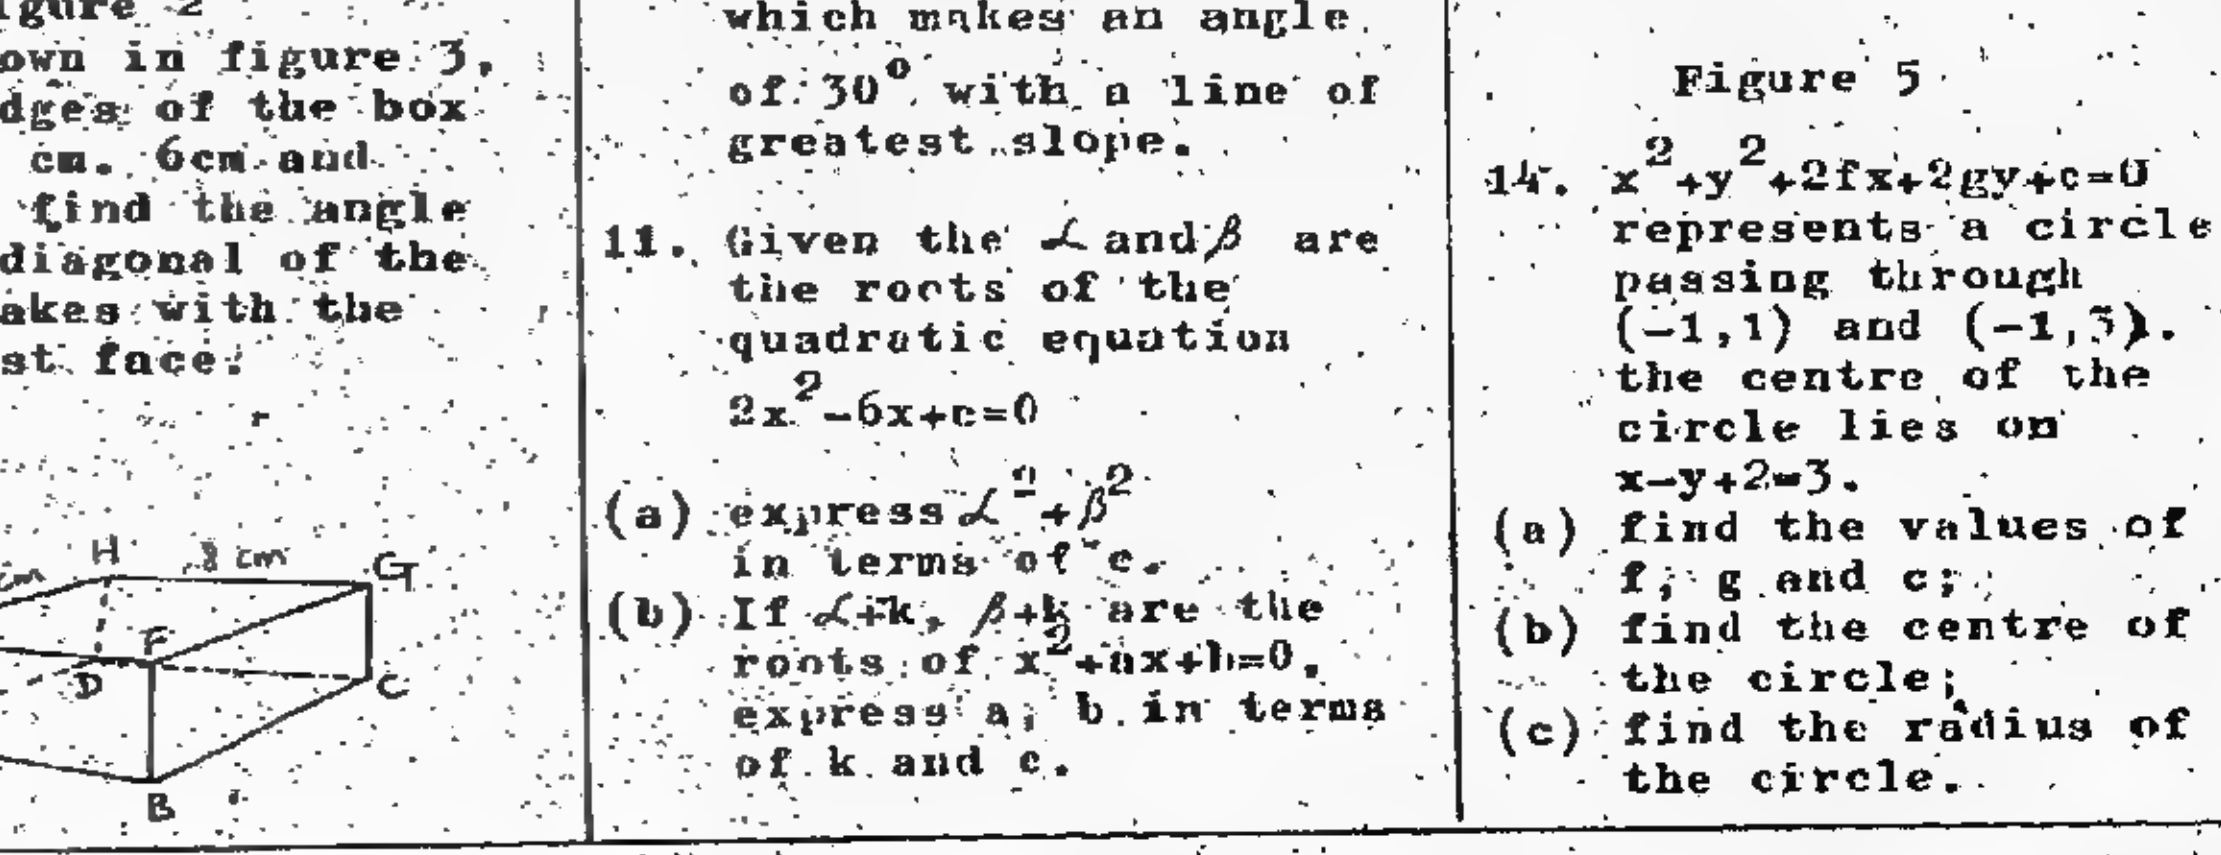 own in figure 3,
dges of the box
cm. 6cm and
find the angle
diagonal of the
akes with the
st face.
H 8 cm G
cm
F
D C
B
which makes an angle
of 30° with a line of
greatest slope.
11. Given the α and β are
the roots of the
quadratic equation
2x²-6x+c=0
(a) express α²+β²
in terms of c.
(b) If α+k, β+k are the
roots of x²+ax+b=0,
express a, b in terms
of k and c.
Figure 5
14. x²+y²+2fx+2gy+c=0
represents a circle
passing through
(-1,1) and (-1,3).
the centre of the
circle lies on
x-y+2=3.
(a) find the values of
f, g and c;
(b) find the centre of
the circle;
(c) find the radius of
the circle.